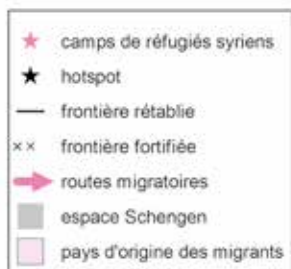 camps de réfugiés syriens
hotspot
frontière rétablie
frontière fortifiée
routes migratoires
espace Schengen
pays d'origine des migrants